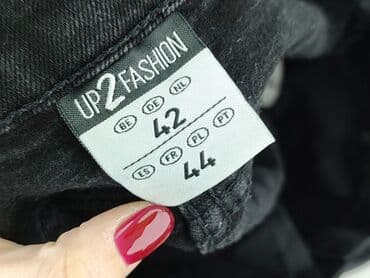 UP2FASHION
BE DE NL
42
ES FR PL PT
44